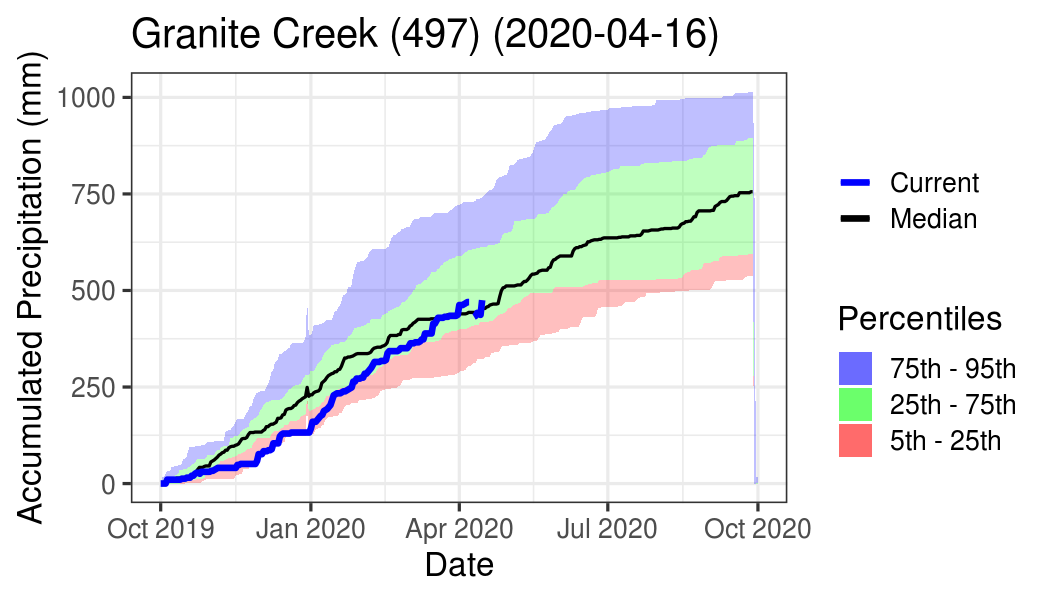 Granite Creek (497) (2020-04-16)
Accumulated Precipitation (mm)
1000
750
500
250
0
Oct 2019
Jan 2020
Apr 2020
Jul 2020
Oct 2020
Date
Current
Median
Percentiles
75th - 95th
25th - 75th
5th - 25th